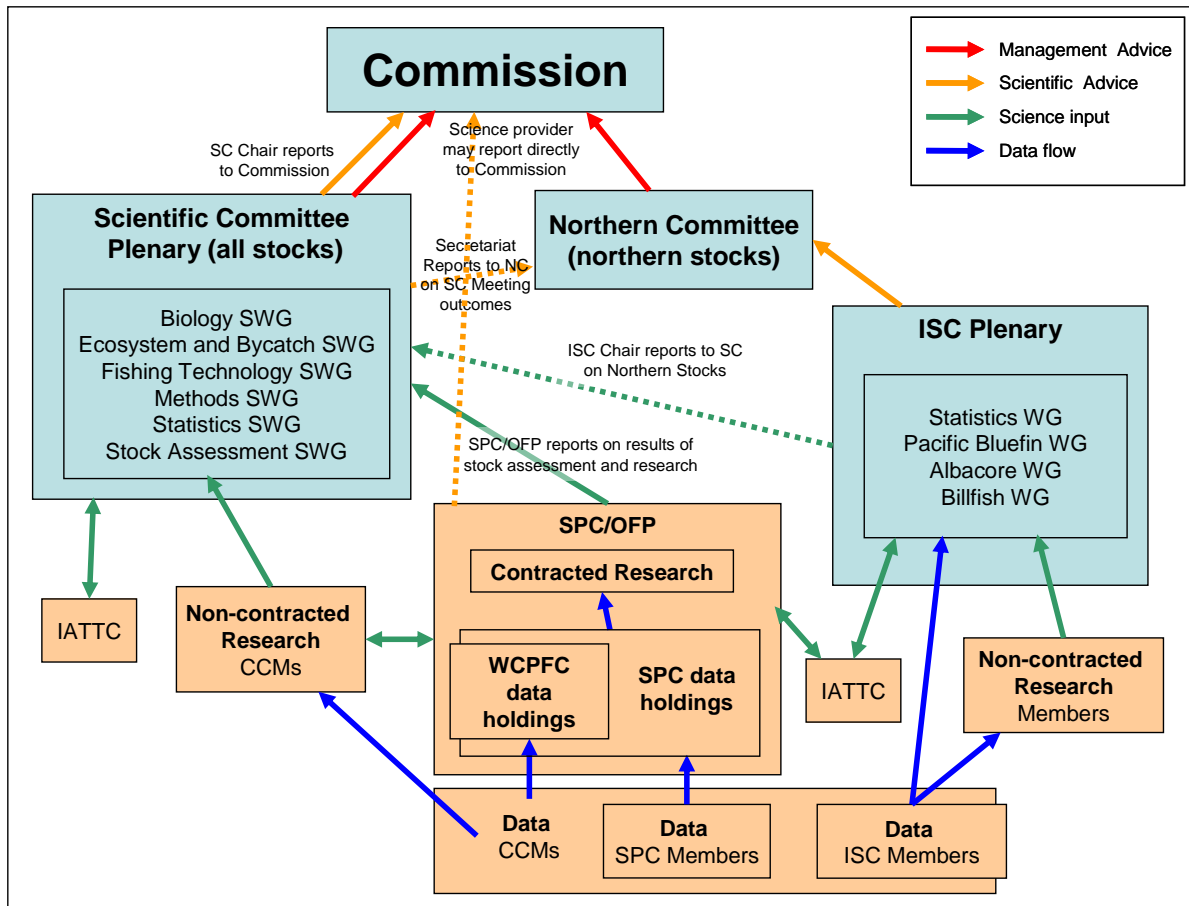 Commission
Management Advice
Scientific Advice
Science input
Data flow
SC Chair reports
to Commission
Science provider
may report directly
to Commission
Scientific Committee
Plenary (all stocks)
Biology SWG
Ecosystem and Bycatch SWG
Fishing Technology SWG
Methods SWG
Statistics SWG
Stock Assessment SWG
Secretariat
Reports to NC
on SC Meeting
outcomes
Northern Committee
(northern stocks)
ISC Plenary
Statistics WG
Pacific Bluefin WG
Albacore WG
Billfish WG
ISC Chair reports to SC
on Northern Stocks
SPC/OFP reports on results of
stock assessment and research
IATTC
Non-contracted
Research
CCMs
SPC/OFP
Contracted Research
WCPFC
data
holdings
SPC data
holdings
IATTC
Non-contracted
Research
Members
Data
CCMs
Data
SPC Members
Data
ISC Members